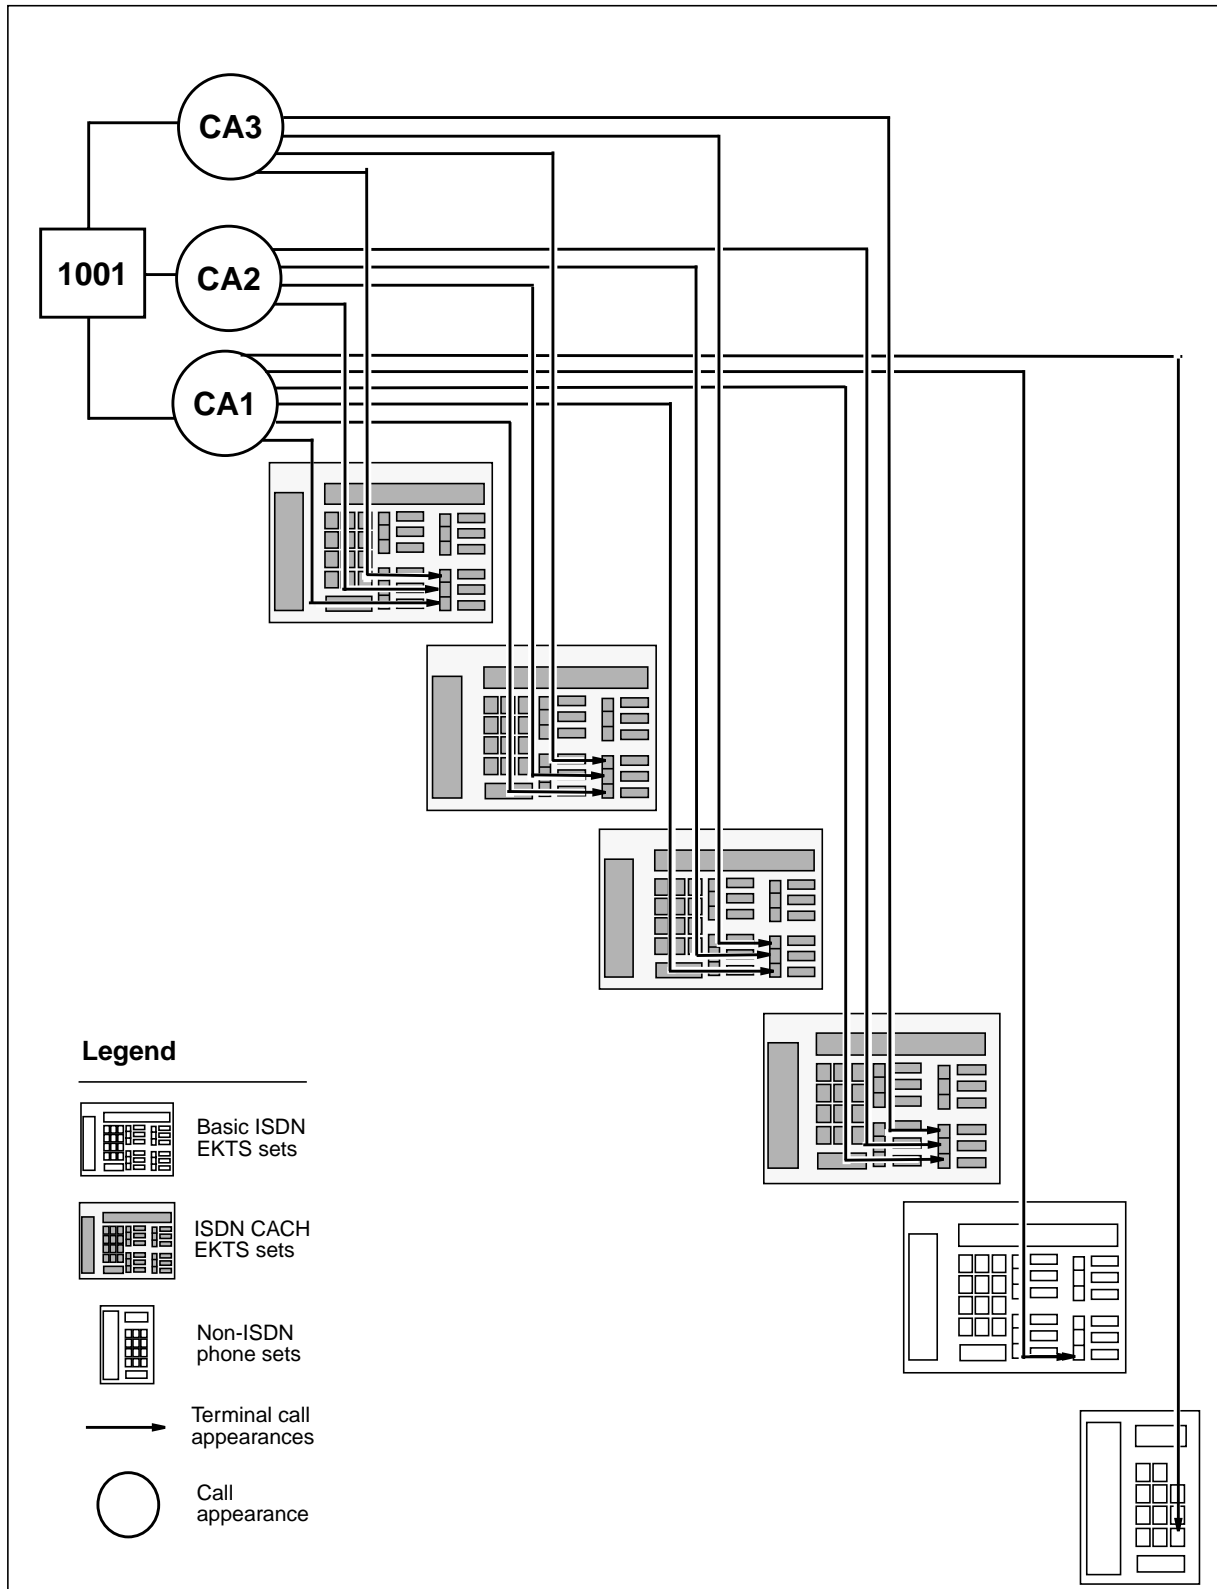 CA3
1001
CA2
CA1
Legend
Basic ISDN
EKTS sets
ISDN CACH
EKTS sets
Non-ISDN
phone sets
Terminal call
appearances
Call
appearance